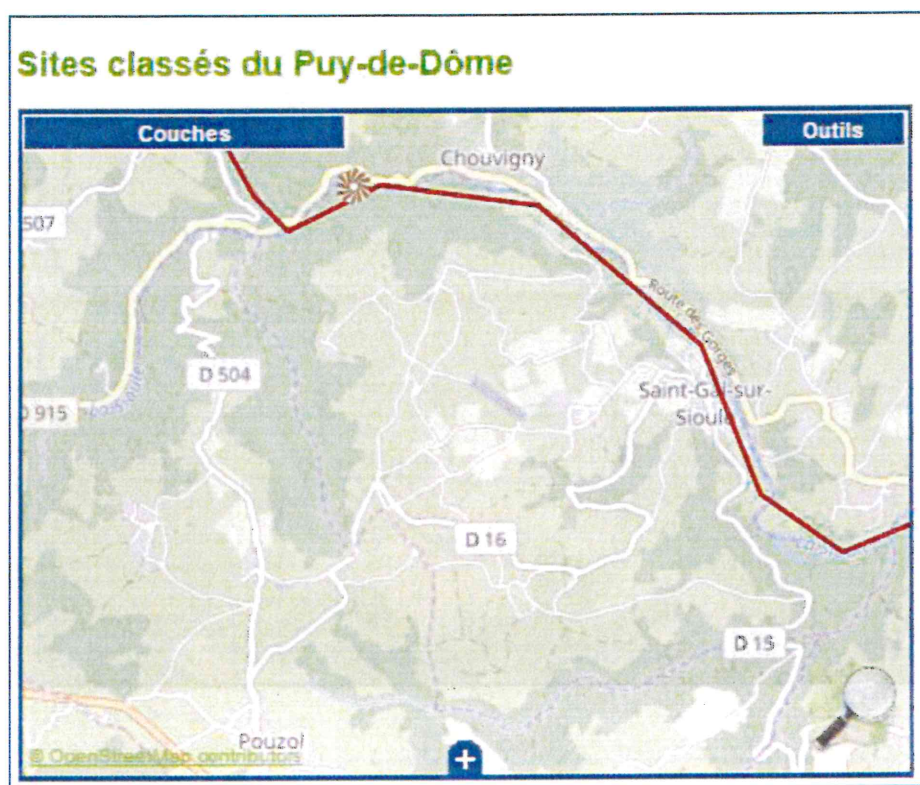 Sites classés du Puy-de-Dôme
Couches
Outils
Chouvigny
507
Route des Gorges
D 504
Saint-Gal-sur-
Sioule
D 915
D 16
D 15
Pouzol
© OpenStreetMap contributors
+